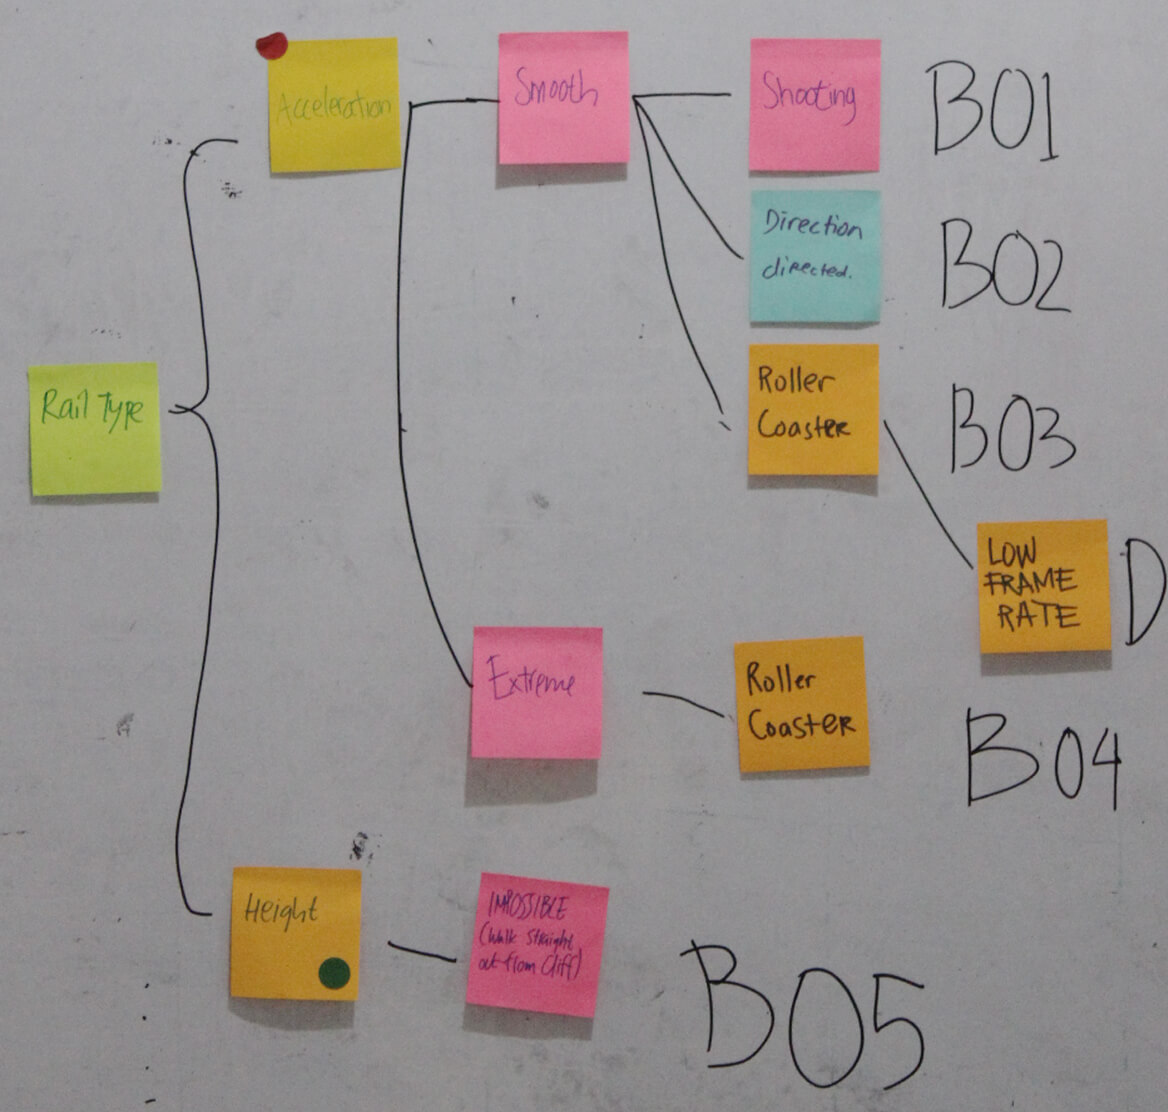 Acceleration
Smooth
Shooting
B01
Direction
directed.
B02
Rail Type
Roller
Coaster
B03
LOW
FRAME
RATE
D
Extreme
Roller
Coaster
B04
Height
IMPOSSIBLE
(Walk straight
out from Cliff)
B05